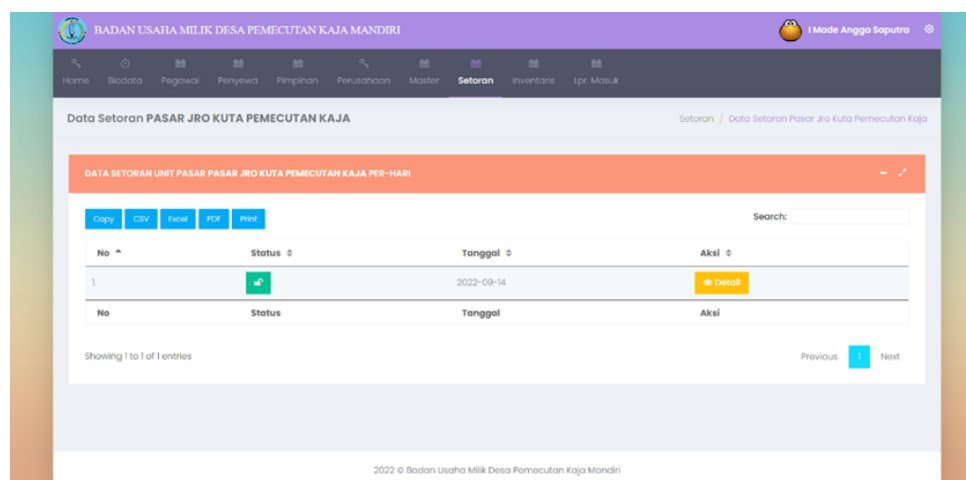 BADAN USAHA MILIK DESA PEMECUTAN KAJA MANDIRI
I Made Angga Saputra
Home Biodata Pegawai Penyewa Pimpinan Perusahaan Master Setoran Inventaris Lpr. Masuk
Data Setoran PASAR JRO KUTA PEMECUTAN KAJA
Setoran / Data Setoran Pasar Jro Kuta Pemecutan Kaja
DATA SETORAN UNIT PASAR PASAR JRO KUTA PEMECUTAN KAJA PER-HARI
Copy CSV Excel PDF Print
Search:
No Status Tanggal Aksi
1. 2022-09-14 Detail
No Status Tanggal Aksi
Showing 1 to 1 of 1 entries
Previous 1 Next
2022 © Badan Usaha Milik Desa Pemecutan Kaja Mandiri